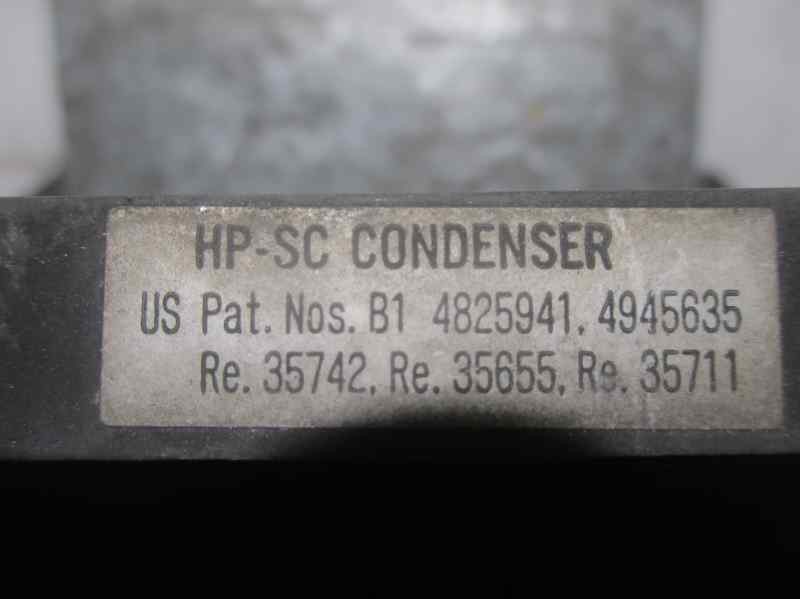 HP-SC CONDENSER
US Pat. Nos. B1 4825941, 4945635
Re. 35742, Re. 35655, Re. 35711